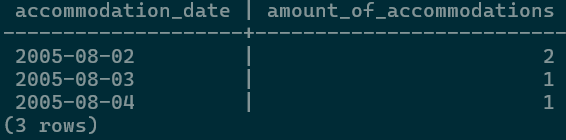 accommodation_date | amount_of_accommodations
--------------------+--------------------------
2005-08-02         |                        2
2005-08-03         |                        1
2005-08-04         |                        1
(3 rows)